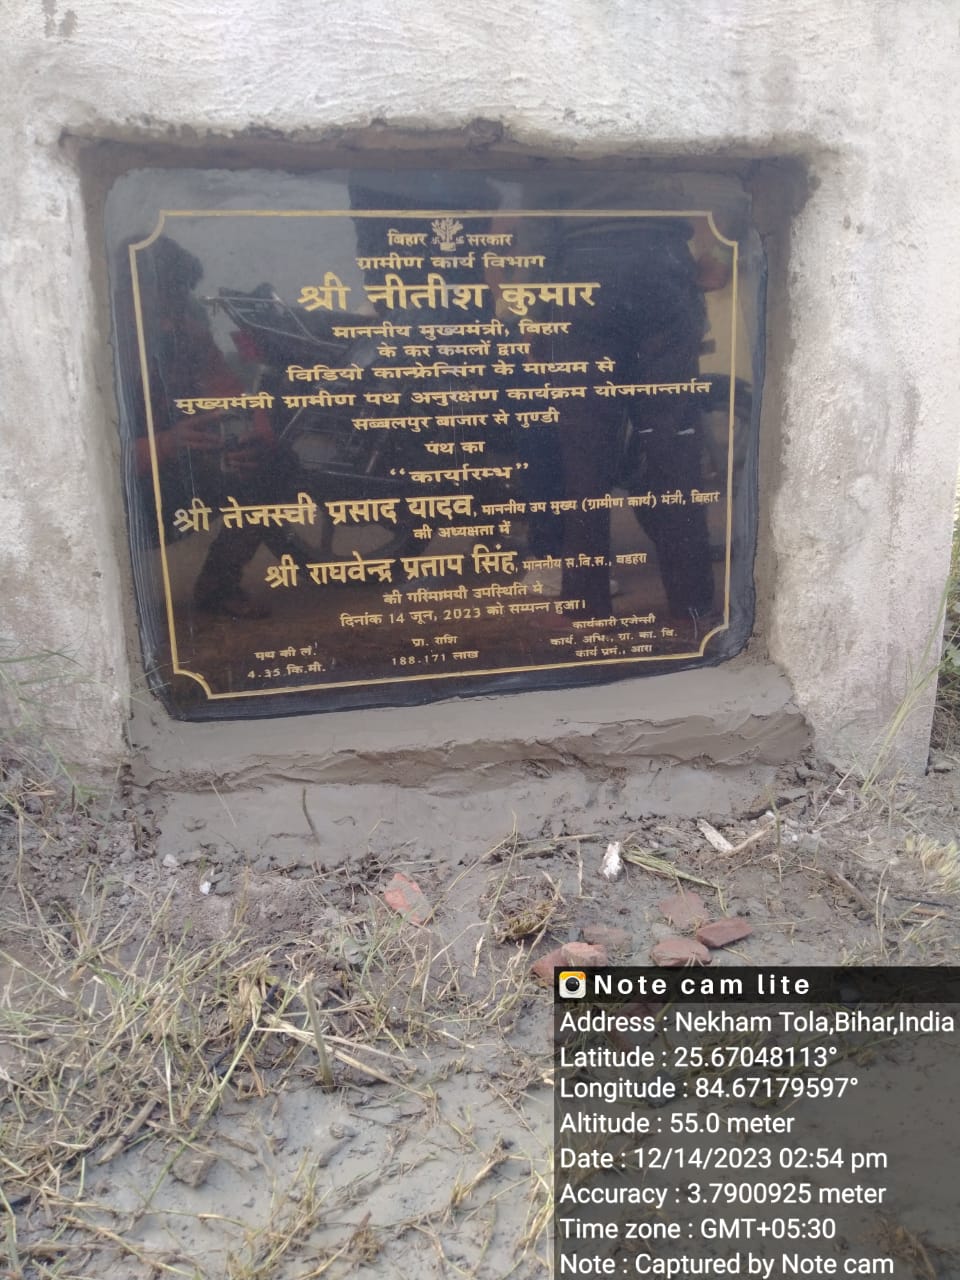 बिहार सरकार
ग्रामीण कार्य विभाग
श्री नीतीश कुमार
माननीय मुख्यमंत्री, बिहार
के कर कमलों द्वारा
विडियो कान्फ्रेन्सिंग के माध्यम से
मुख्यमंत्री ग्रामीण पथ अनुरक्षण कार्यक्रम योजनान्तर्गत
सब्बलपुर बाजार से गुण्डी
पथ का
“कार्यारम्भ”
श्री तेजस्वी प्रसाद यादव, माननीय उप मुख्य (ग्रामीण कार्य) मंत्री, बिहार
की अध्यक्षता में
श्री राघवेन्द्र प्रताप सिंह, माननीय स.वि.स., बडहरा
की गरिमामयी उपस्थिति में
दिनांक 14 जून, 2023 को सम्पन्न हुआ।
पथ की लं.
4.35 कि.मी.
प्रा. राशि
188.171 लाख
कार्यकारी एजेन्सी
कार्य. अभि., ग्रा. का. वि.
कार्य प्रमं., आरा
Note cam lite
Address : Nekham Tola,Bihar,India
Latitude : 25.67048113°
Longitude : 84.67179597°
Altitude : 55.0 meter
Date : 12/14/2023 02:54 pm
Accuracy : 3.7900925 meter
Time zone : GMT+05:30
Note : Captured by Note cam